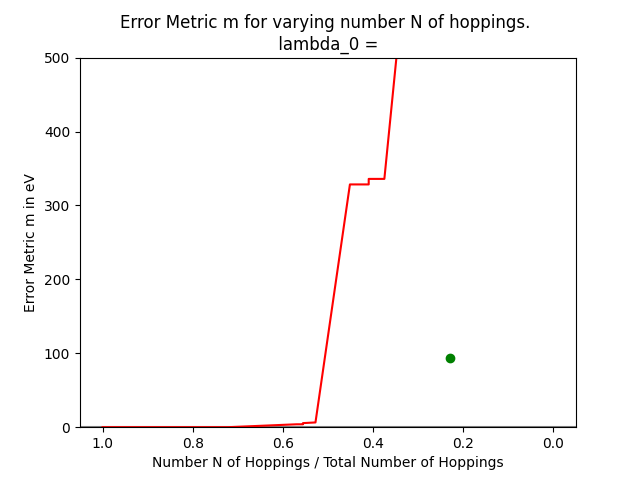 Error Metric m for varying number N of hoppings.
lambda_0 =
500
400
300
200
100
0
Error Metric m in eV
1.0 0.8 0.6 0.4 0.2 0.0
Number N of Hoppings / Total Number of Hoppings